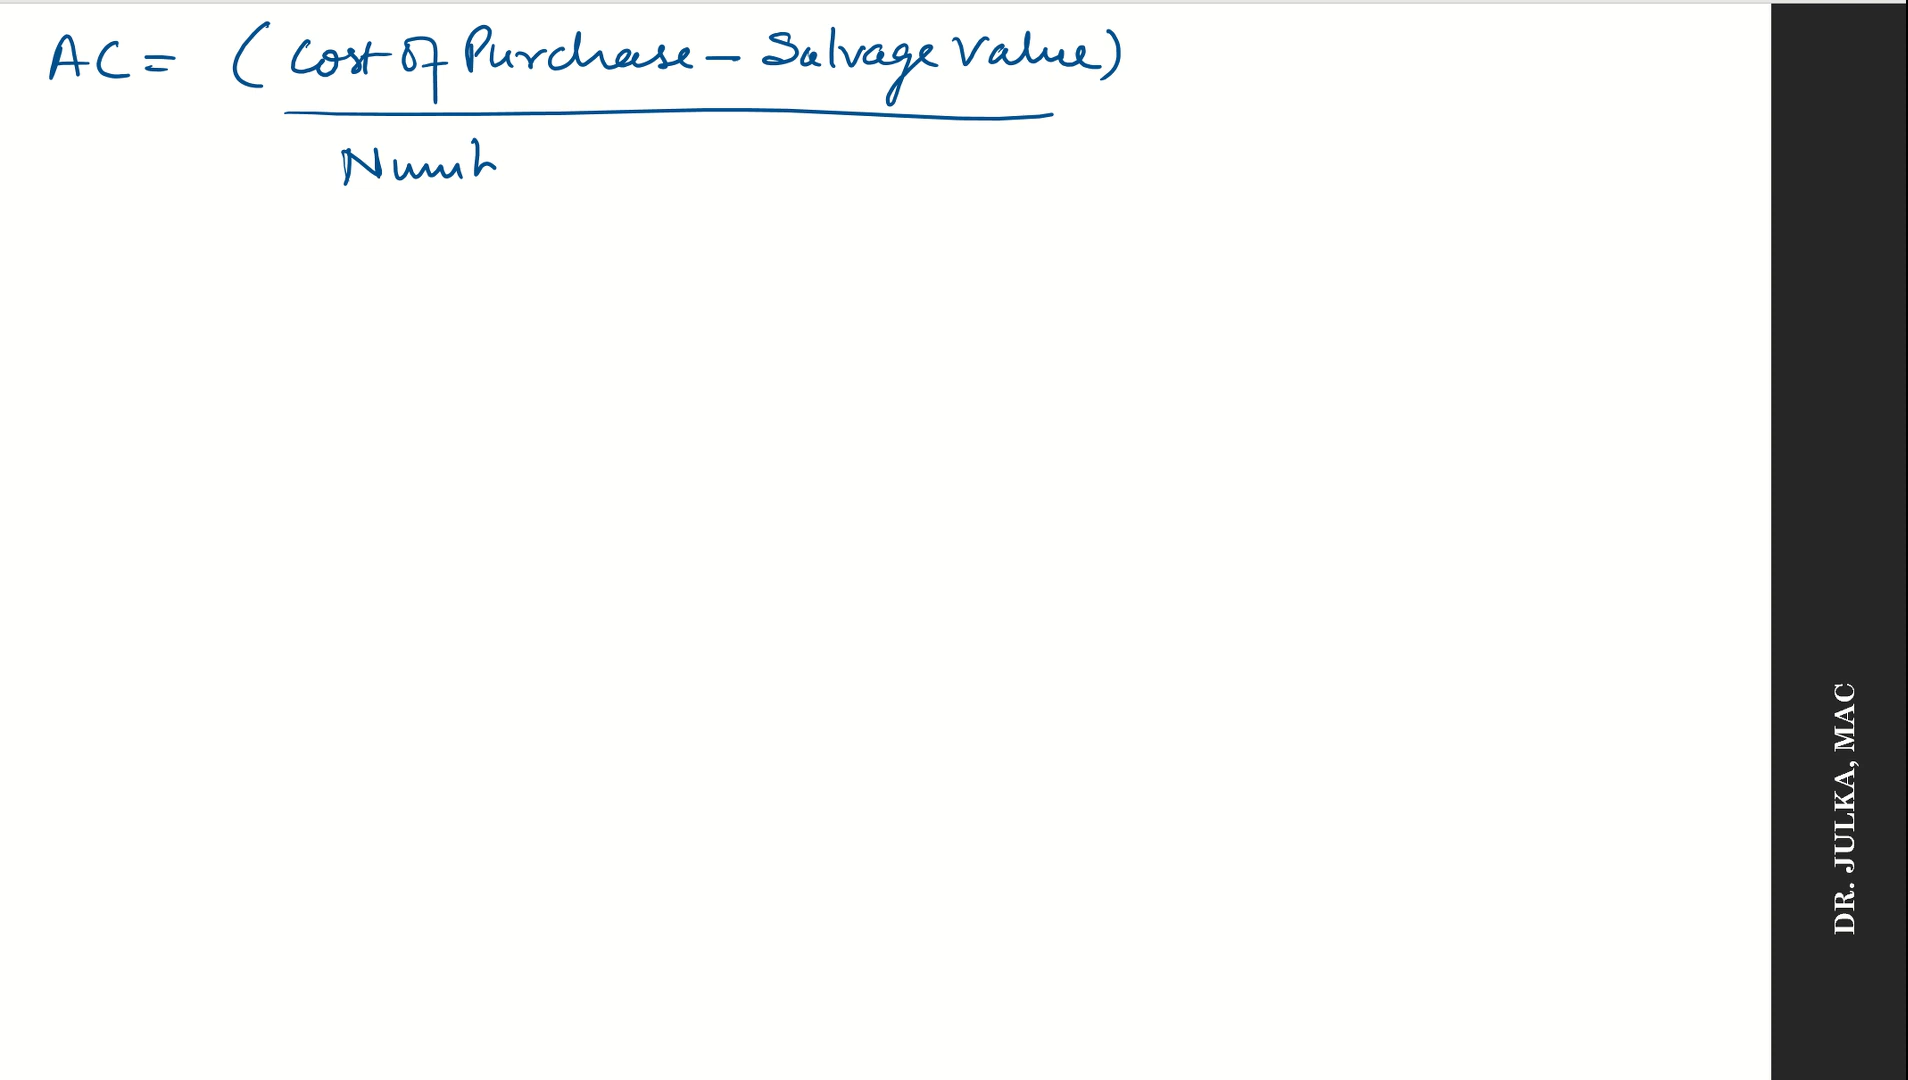 AC = (Cost of Purchase - Salvage Value)
Numb
DR. JULKA, MAC